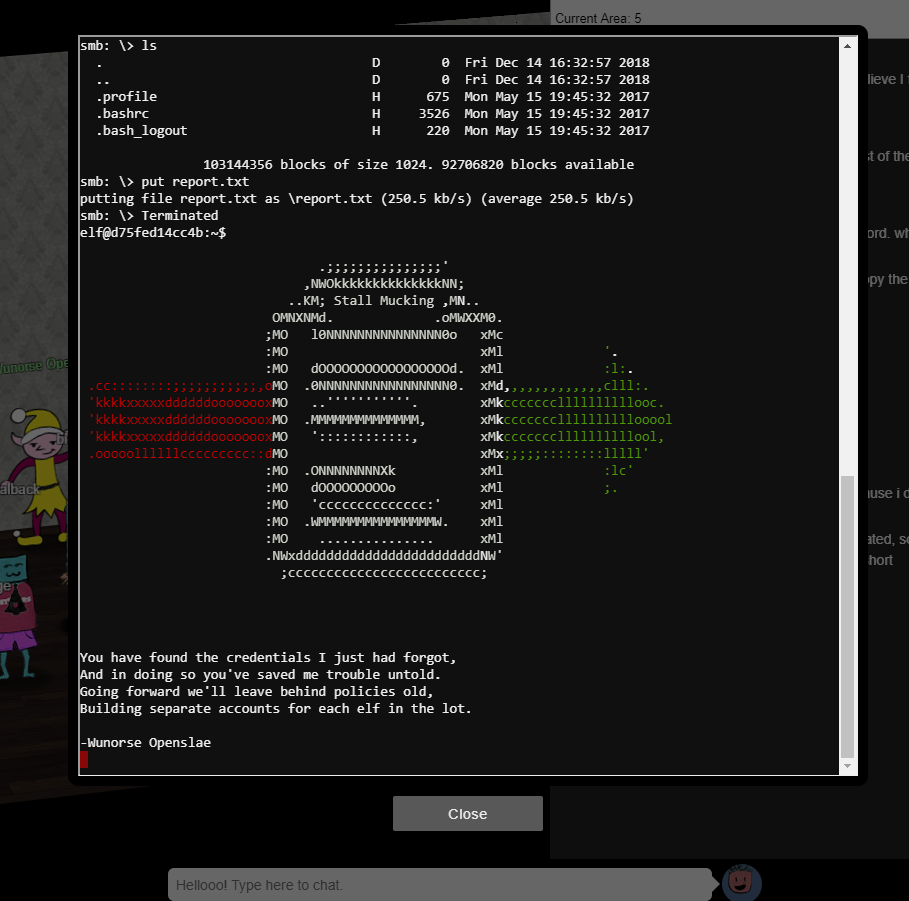 Current Area: 5
smb: \> ls
. D 0 Fri Dec 14 16:32:57 2018
.. D 0 Fri Dec 14 16:32:57 2018
.profile H 675 Mon May 15 19:45:32 2017
.bashrc H 3526 Mon May 15 19:45:32 2017
.bash_logout H 220 Mon May 15 19:45:32 2017
103144356 blocks of size 1024. 92706820 blocks available
smb: \> put report.txt
putting file report.txt as \report.txt (250.5 kb/s) (average 250.5 kb/s)
smb: \> Terminated
elf@d75fed14cc4b:~$
.;;;;;;;;;;;;;;;'
,NWOkkkkkkkkkkkkkkNN;
..KM; Stall Mucking ,MN..
OMNXNMd. .oMWXXM0.
;MO l0NNNNNNNNNNNNNNN0o xMc
:MO xMl '.
:MO dOOOOOOOOOOOOOOOOOd. xMl :l:.
.cc::::::::;;;;;;;;;;;,oMO .0NNNNNNNNNNNNNNNNNN0. xMd,,,,,,,,,,,,,clll:.
'kkkkxxxxxddddddoooooooxMO ..'''''''''''. xMkcccccccllllllllllooc.
'kkkkxxxxxddddddoooooooxMO .MMMMMMMMMMMMMM, xMkcccccccllllllllllooool
'kkkkxxxxxddddddoooooooxMO '::::::::::::, xMkcccccccllllllllllool,
.ooooollllllccccccccc::dMO xMx;;;;;::::::::lllll'
:MO .ONNNNNNNNXk xMl :lc'
:MO dOOOOOOOOOo xMl ;.
:MO 'cccccccccccccc:' xMl
:MO .WMMMMMMMMMMMMMMMW. xMl
:MO ............... xMl
.NWxddddddddddddddddddddddddNW'
;ccccccccccccccccccccccccc;
You have found the credentials I just had forgot,
And in doing so you've saved me trouble untold.
Going forward we'll leave behind policies old,
Building separate accounts for each elf in the lot.
-Wunorse Openslae
Close
Hellooo! Type here to chat.